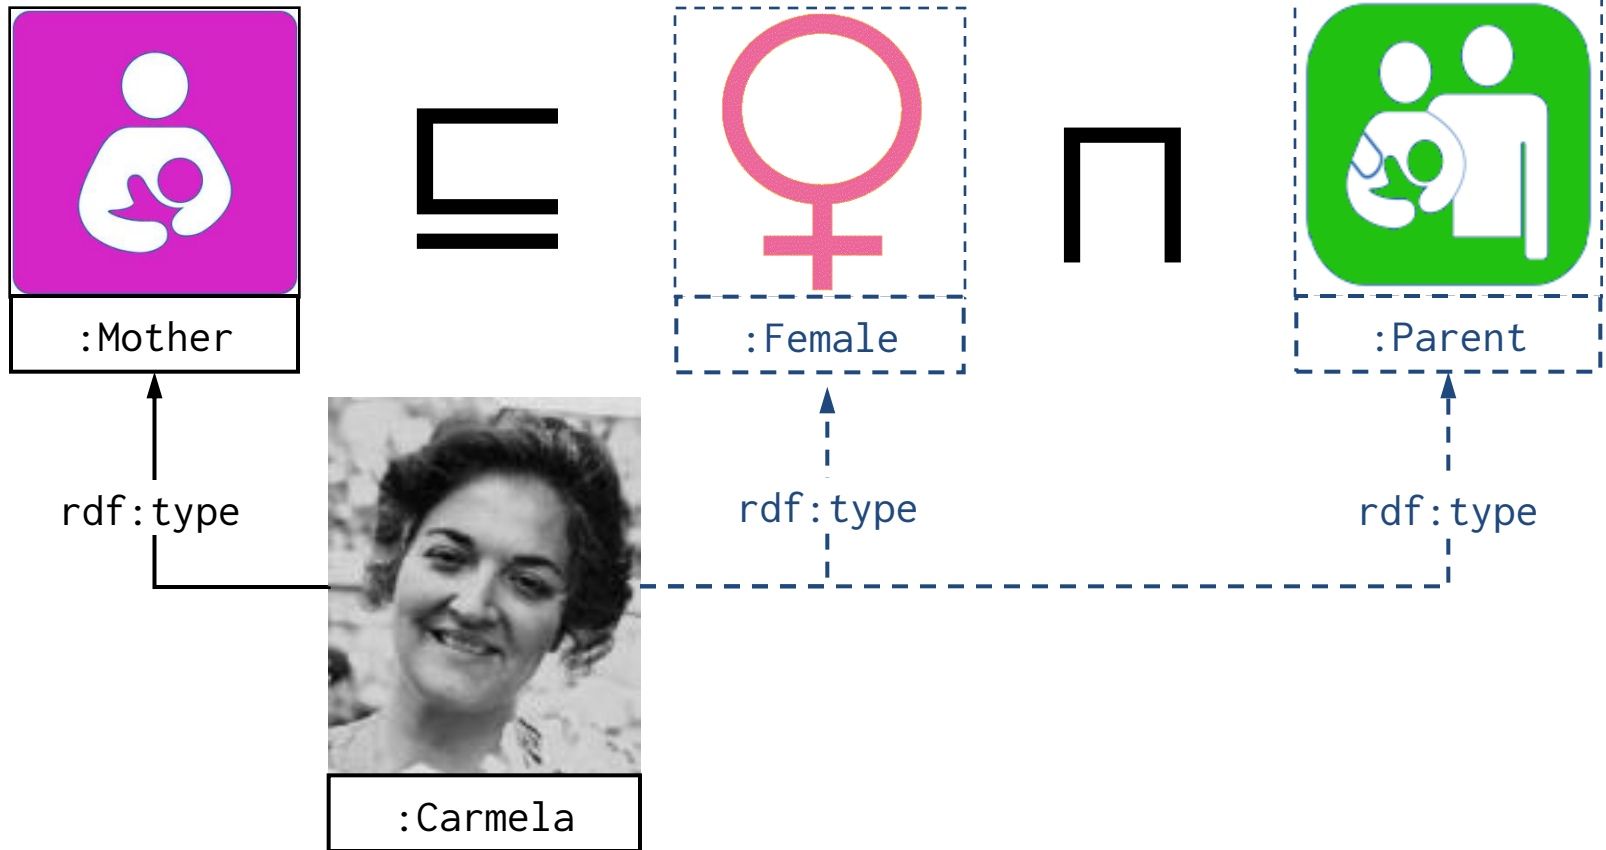 ⊑
⊓
:Mother
:Female
:Parent
rdf:type
rdf:type
rdf:type
:Carmela